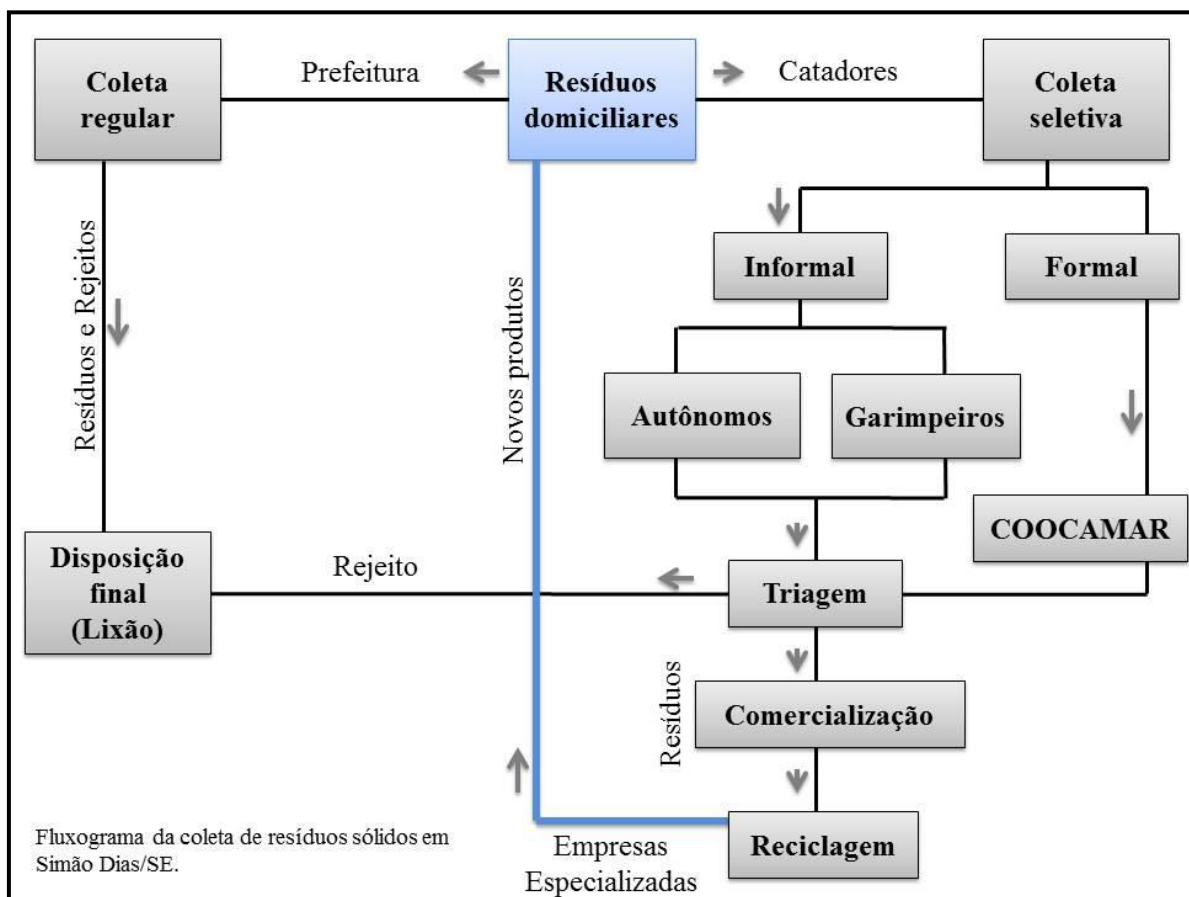 Coleta
regular
Prefeitura
Resíduos
domiciliares
Catadores
Coleta
seletiva
Resíduos e Rejeitos
Novos produtos
Informal
Formal
Autônomos
Garimpeiros
COOCAMAR
Disposição
final
(Lixão)
Rejeito
Triagem
Resíduos
Comercialização
Reciclagem
Empresas
Especializadas
Fluxograma da coleta de resíduos sólidos em
Simão Dias/SE.